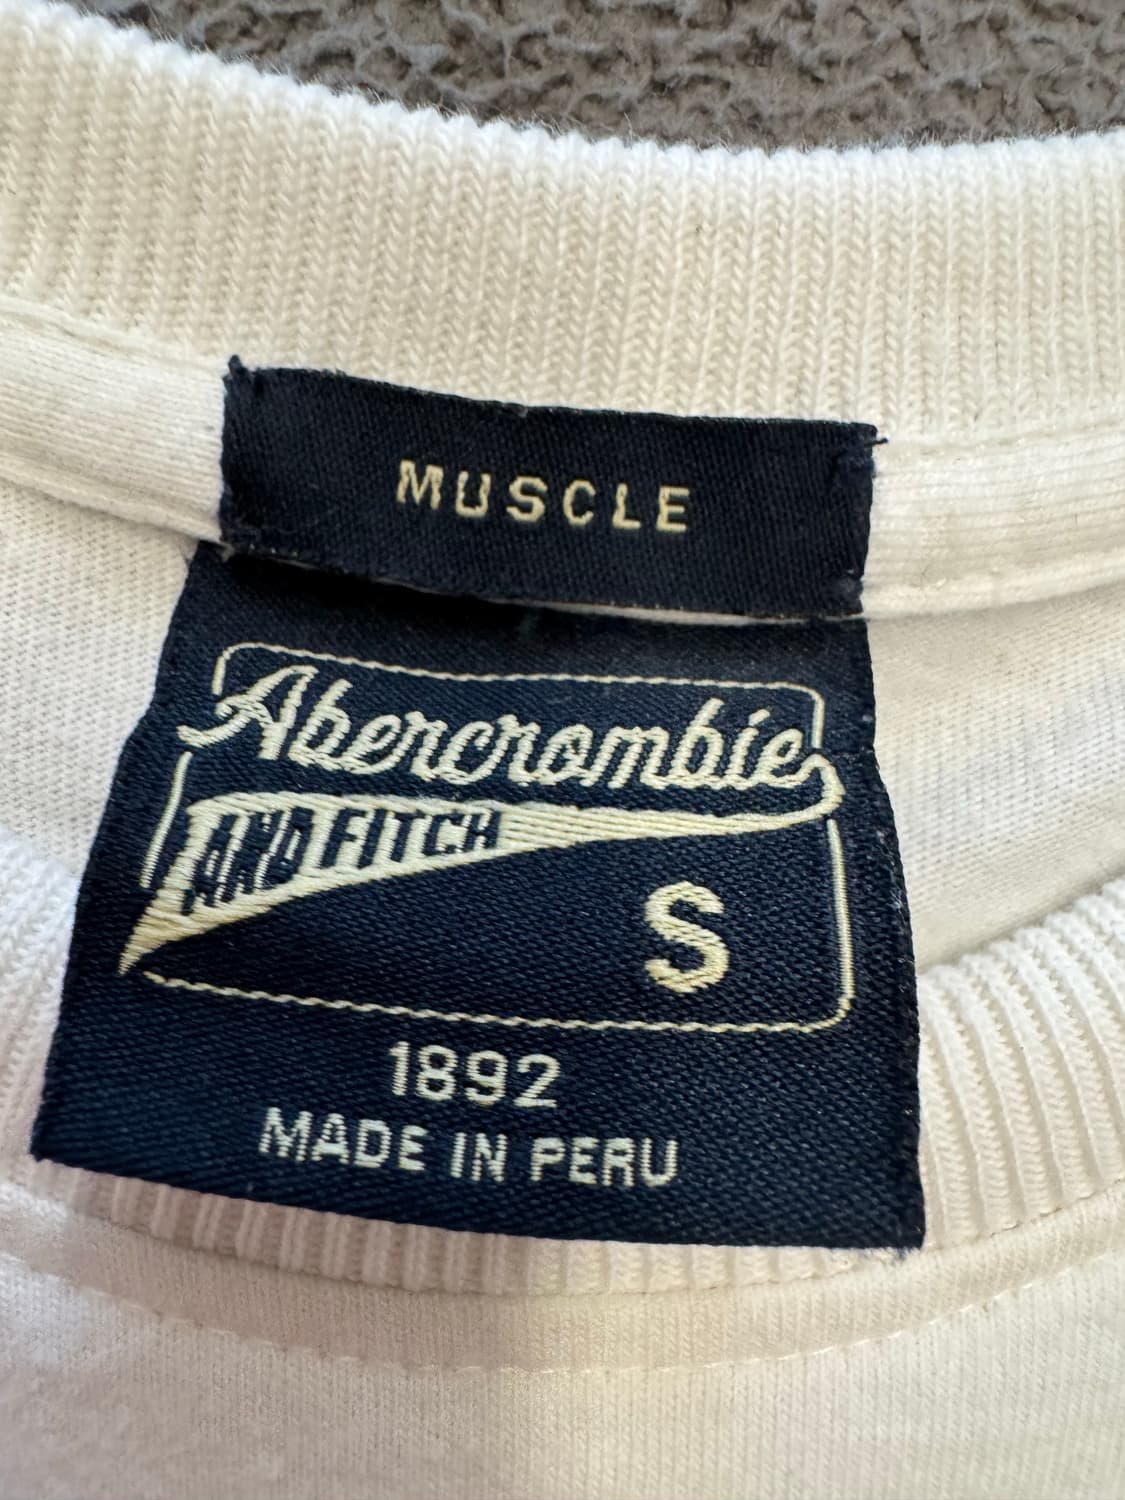 MUSCLE
Abercrombie
AND FITCH
S
1892
MADE IN PERU